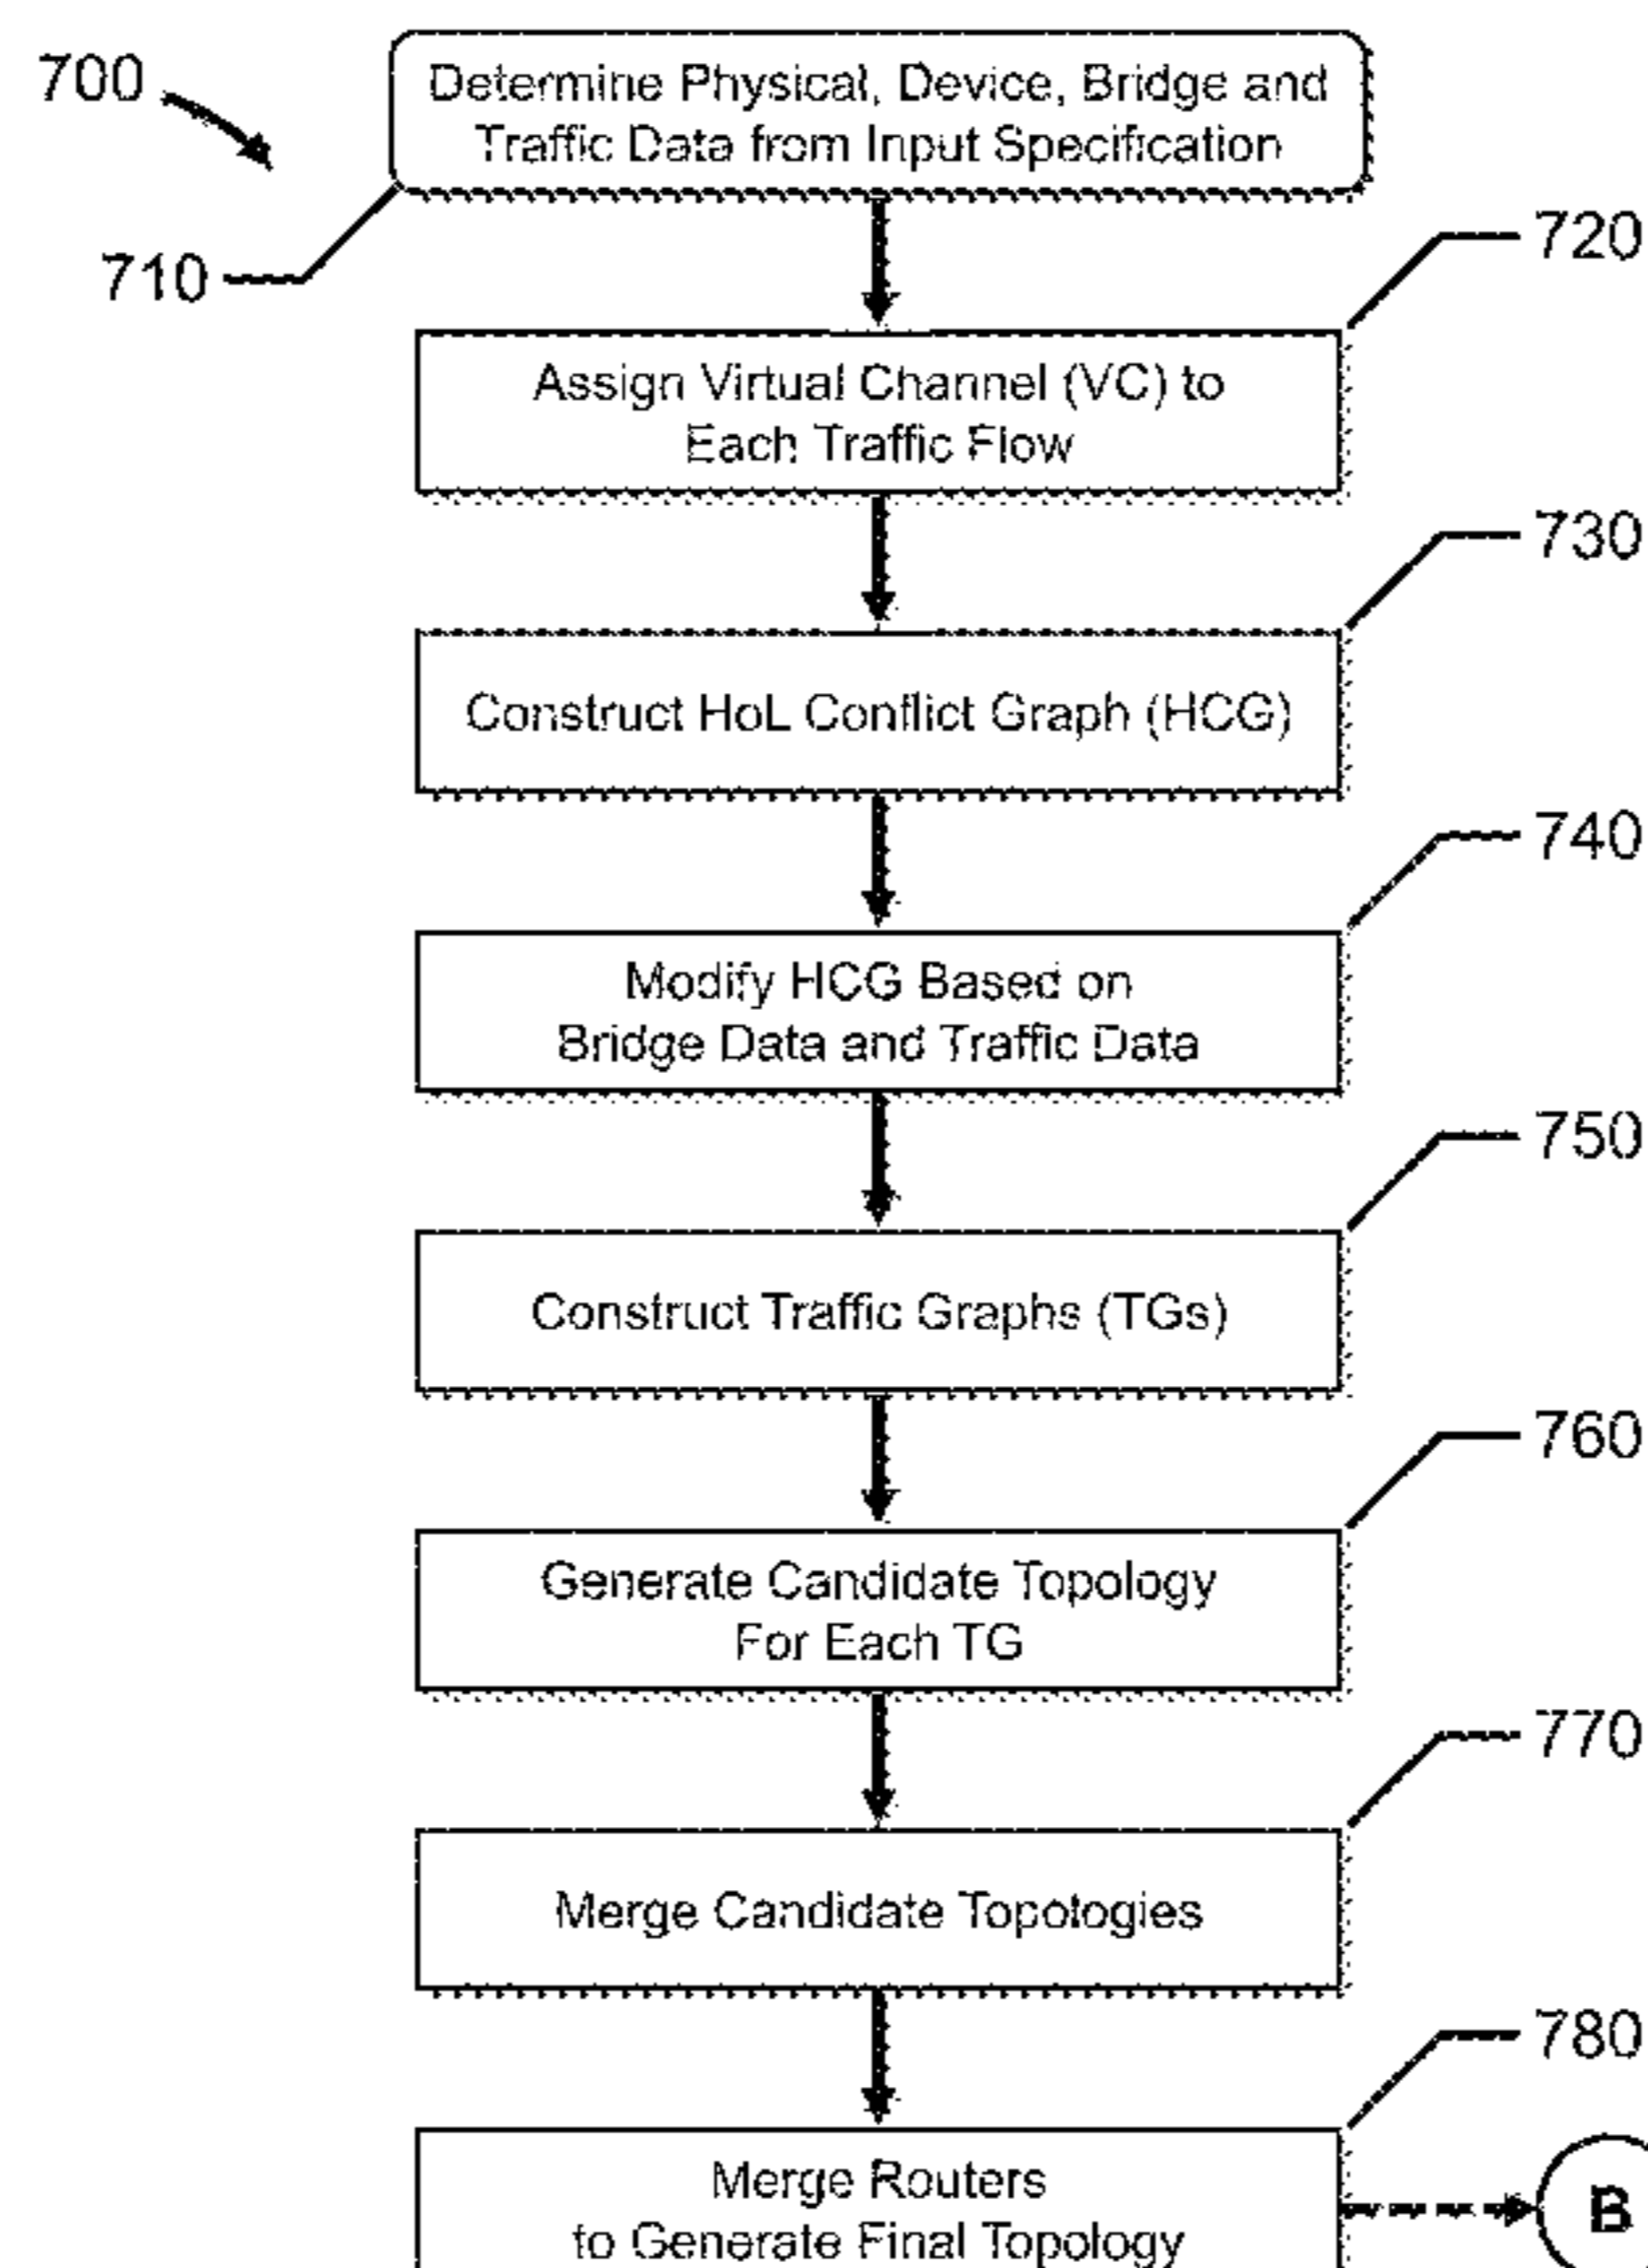 700
Determine Physical, Device, Bridge and
Traffic Data from Input Specification
710
720
Assign Virtual Channel (VC) to
Each Traffic Flow
730
Construct HoL Conflict Graph (HCG)
740
Modify HCG Based on
Bridge Data and Traffic Data
750
Construct Traffic Graphs (TGs)
760
Generate Candidate Topology
For Each TG
770
Merge Candidate Topologies
780
Merge Routers
to Generate Final Topology
B